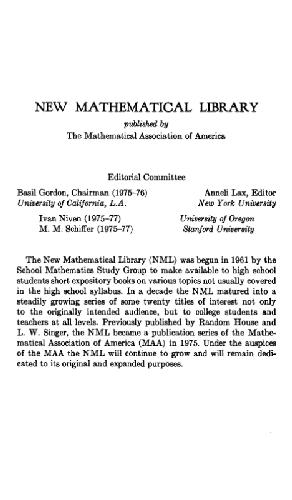 NEW MATHEMATICAL LIBRARY
published by
The Mathematical Association of America
Editorial Committee
Basil Gordon, Chairman (1975–76) Anneli Lax, Editor
University of California, L.A. New York University
Ivan Niven (1975–77) University of Oregon
M. M. Schiffer (1975–77) Stanford University
The New Mathematical Library (NML) was begun in 1961 by the
School Mathematics Study Group to make available to high school
students short expository books on various topics not usually covered
in the high school syllabus. In a decade the NML matured into a
steadily growing series of some twenty titles of interest not only
to the originally intended audience, but to college students and
teachers at all levels. Previously published by Random House and
L. W. Singer, the NML became a publication series of the Mathe-
matical Association of America (MAA) in 1975. Under the auspices
of the MAA the NML will continue to grow and will remain dedi-
cated to its original and expanded purposes.